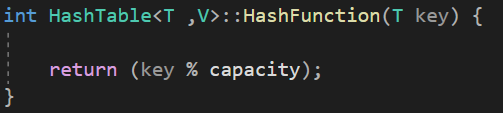 int HashTable<T ,V>::HashFunction(T key) {
return (key % capacity);
}